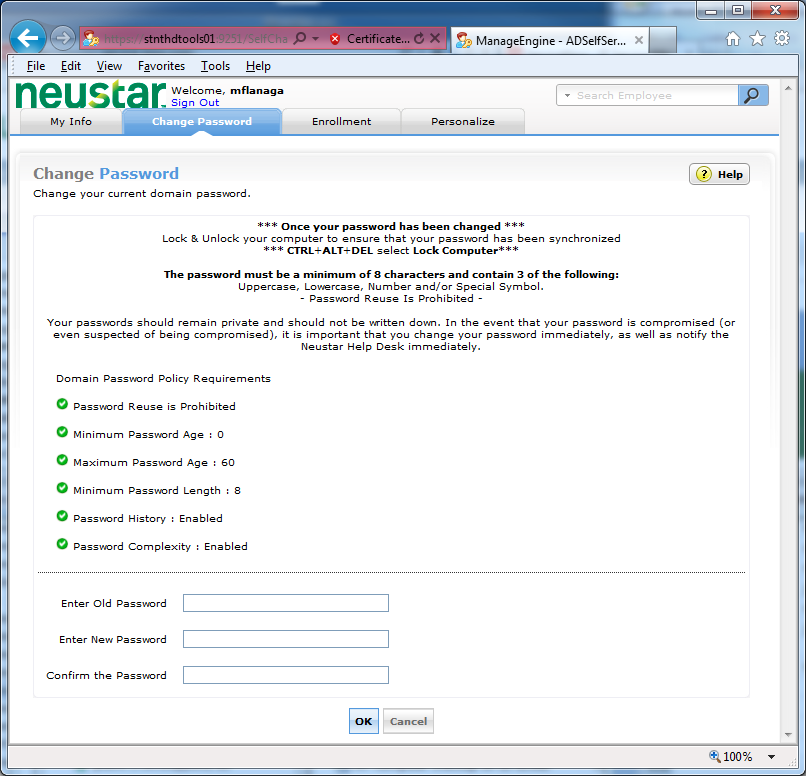 https://stnthdtools01:9251/SelfCha
Certificate...
ManageEngine - ADSelfSer...
File Edit View Favorites Tools Help
neustar.
Welcome, mflanaga
Sign Out
Search Employee
My Info Change Password Enrollment Personalize
Change Password
? Help
Change your current domain password.
*** Once your password has been changed ***
Lock & Unlock your computer to ensure that your password has been synchronized
*** CTRL+ALT+DEL select Lock Computer***
The password must be a minimum of 8 characters and contain 3 of the following:
Uppercase, Lowercase, Number and/or Special Symbol.
- Password Reuse Is Prohibited -
Your passwords should remain private and should not be written down. In the event that your password is compromised (or
even suspected of being compromised), it is important that you change your password immediately, as well as notify the
Neustar Help Desk immediately.
Domain Password Policy Requirements
Password Reuse is Prohibited
Minimum Password Age : 0
Maximum Password Age : 60
Minimum Password Length : 8
Password History : Enabled
Password Complexity : Enabled
Enter Old Password
Enter New Password
Confirm the Password
OK Cancel
100%